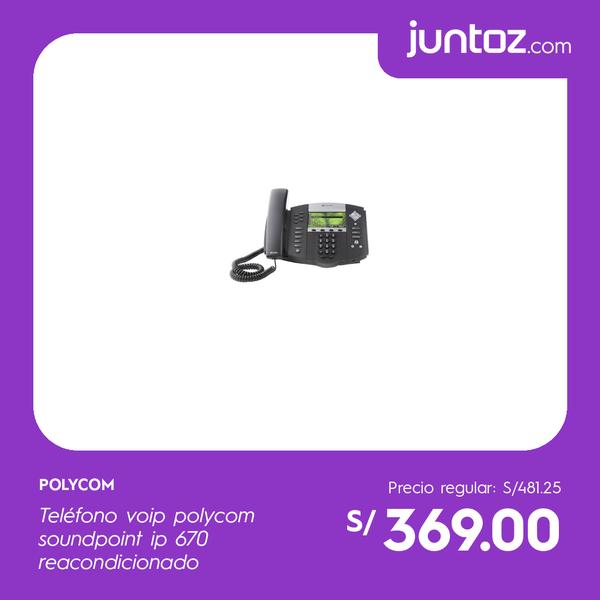 juntoz.com
POLYCOM
Teléfono voip polycom
soundpoint ip 670
reacondicionado
Precio regular: S/481.25
S/369.00